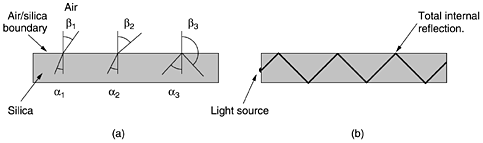 Air/silica
boundary
Air
β1
β2
β3
α1
α2
α3
Silica
(a)
Total internal
reflection.
Light source
(b)